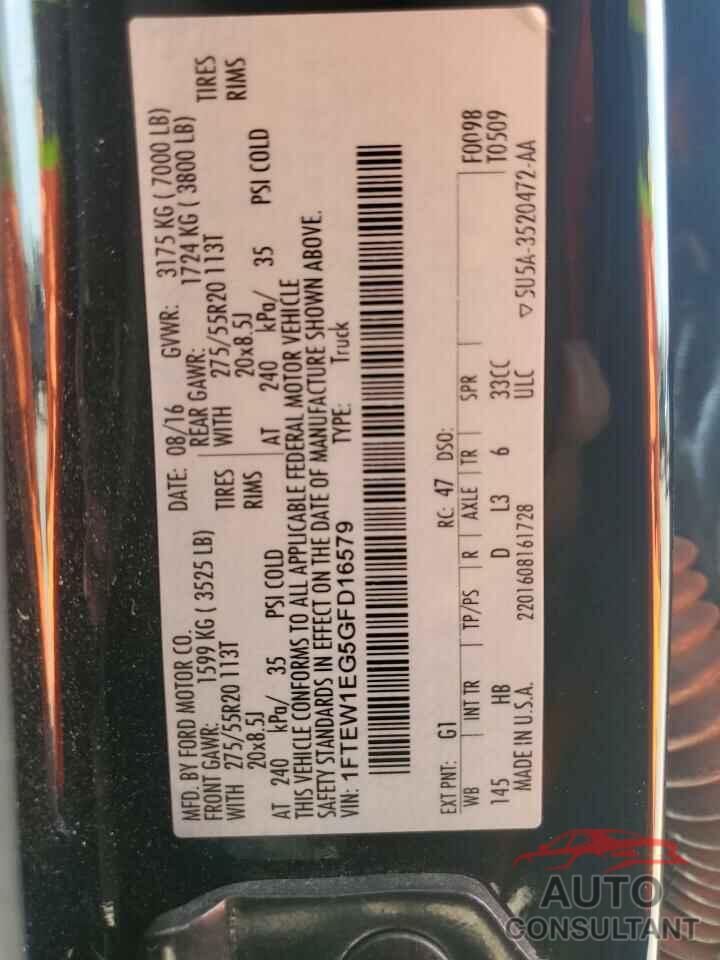 MFD. BY FORD MOTOR CO.
DATE: 08/16 GVWR: 3175 KG ( 7000 LB)
FRONT GAWR: 1599 KG ( 3525 LB) REAR GAWR: 1724 KG ( 3800 LB)
WITH 275/55R20 113T TIRES WITH 275/55R20 113T TIRES
20x8.5J RIMS 20x8.5J RIMS
AT 240 kPa/ 35 PSI COLD AT 240 kPa/ 35 PSI COLD
THIS VEHICLE CONFORMS TO ALL APPLICABLE FEDERAL MOTOR VEHICLE
SAFETY STANDARDS IN EFFECT ON THE DATE OF MANUFACTURE SHOWN ABOVE.
VIN: 1FTEW1EG5GFD16579 TYPE: Truck
EXT PNT: G1 RC: 47 DSO: F0098
T0509
WB INT TR TP/PS R AXLE TR SPR
145 HB D L3 6 33CC
MADE IN U.S.A. 2201608161728 ULC ▽ 5U5A-3520472-AA
AUTO
CONSULTANT